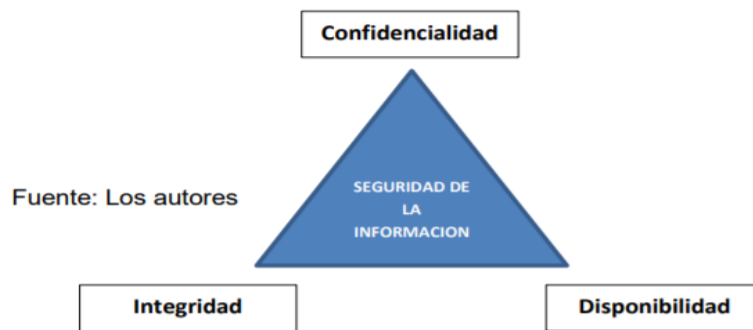 Confidencialidad
Fuente: Los autores
SEGURIDAD DE
LA
INFORMACION
Integridad
Disponibilidad